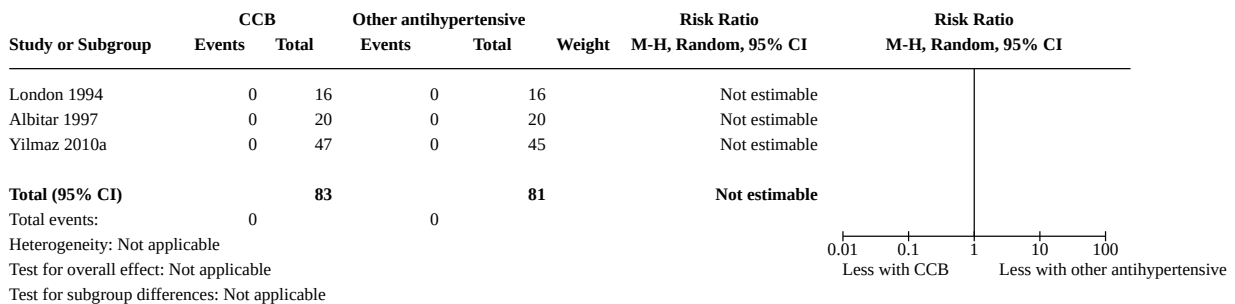 CCB Other antihypertensive Risk Ratio Risk Ratio
Study or Subgroup Events Total Events Total Weight M-H, Random, 95% CI M-H, Random, 95% CI
London 1994 0 16 0 16 Not estimable
Albitar 1997 0 20 0 20 Not estimable
Yilmaz 2010a 0 47 0 45 Not estimable
Total (95% CI) 83 81 Not estimable
Total events: 0 0
Heterogeneity: Not applicable
0.01 0.1 1 10 100
Test for overall effect: Not applicable Less with CCB Less with other antihypertensive
Test for subgroup differences: Not applicable